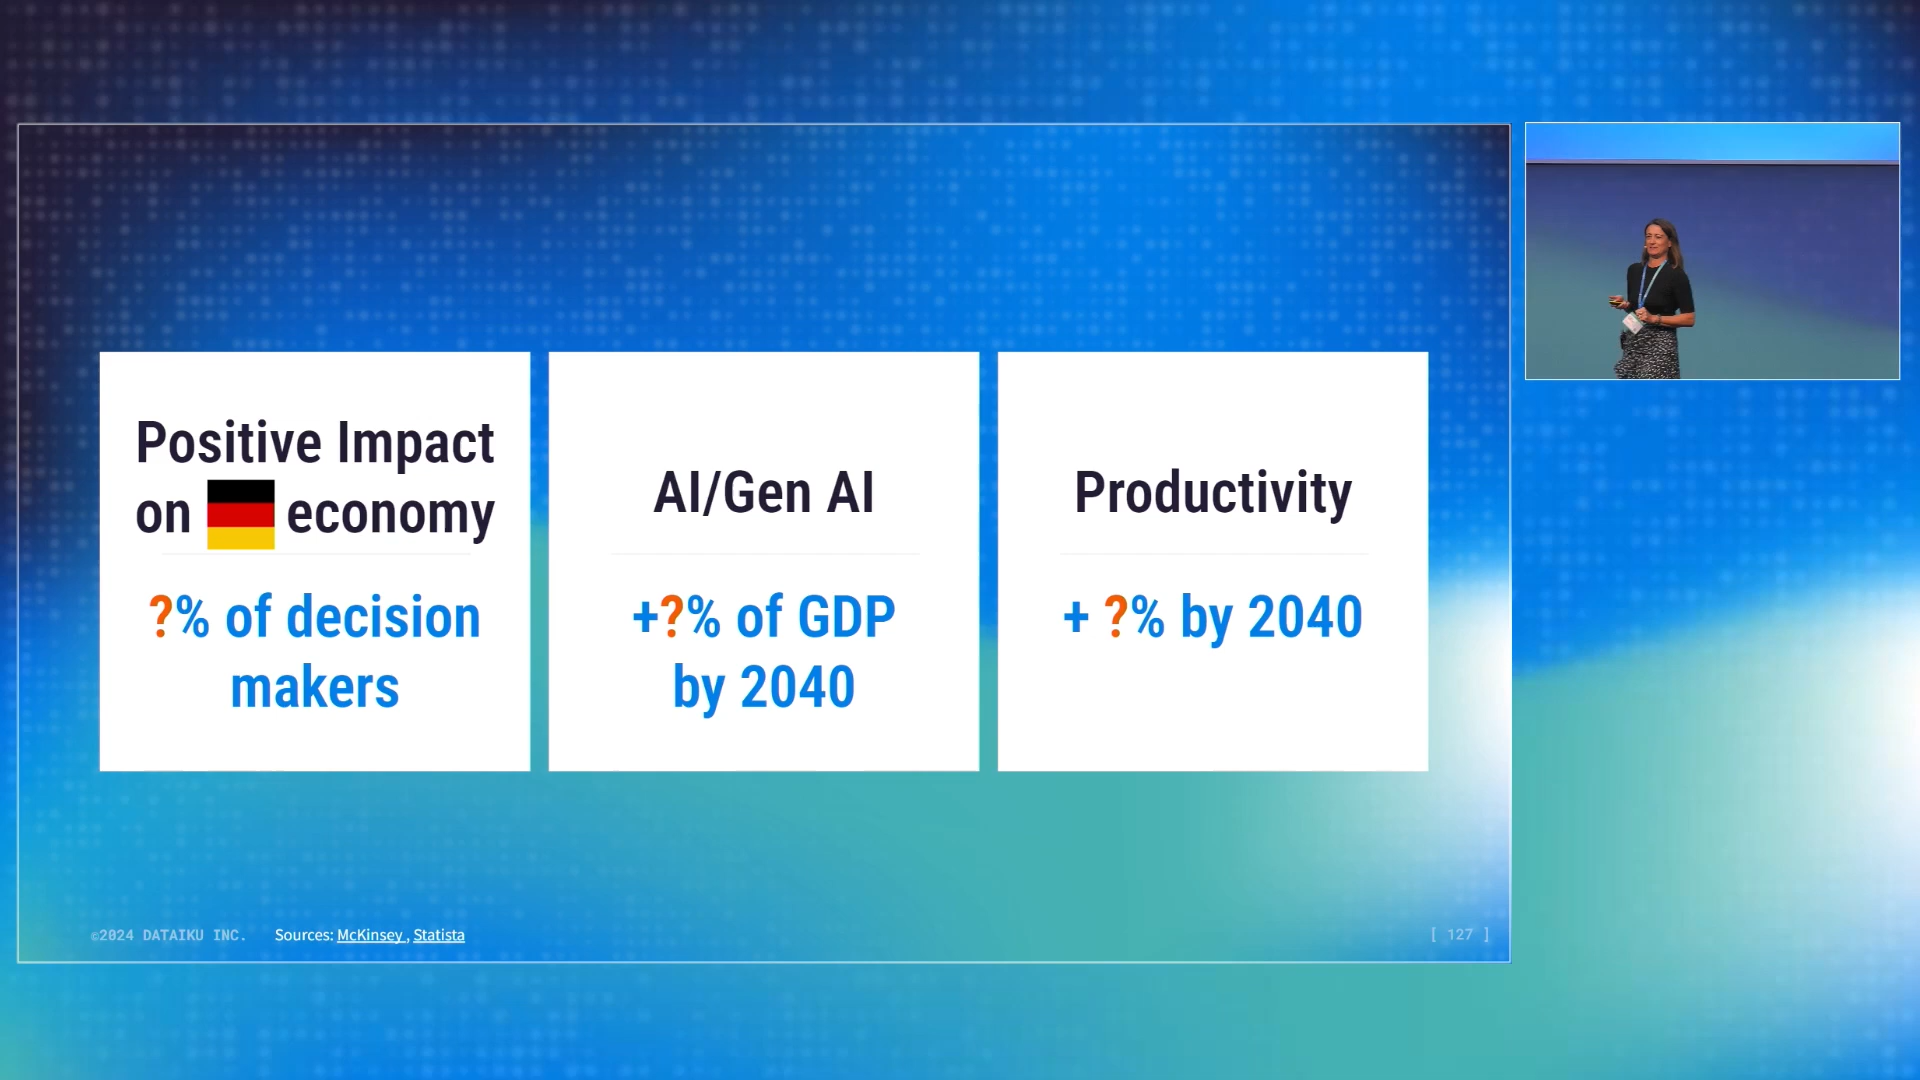 Positive Impact
on economy
?% of decision
makers
AI/Gen AI
+?% of GDP
by 2040
Productivity
+ ?% by 2040
©2024 DATAIKU INC.
Sources: McKinsey , Statista
[ 127 ]